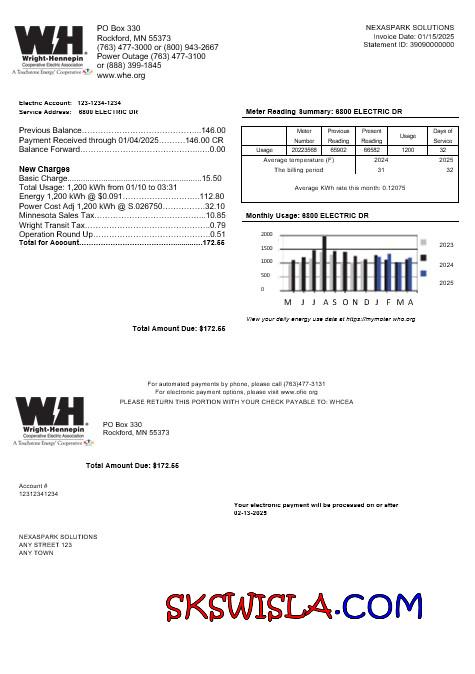 WH
Wright-Hennepin
Cooperative Electric Association
A Touchstone Energy® Cooperative
PO Box 330
Rockford, MN 55373
(763) 477-3000 or (800) 943-2667
Power Outage (763) 477-3100
or (888) 399-1845
www.whe.org
NEXASPARK SOLUTIONS
Invoice Date: 01/15/2025
Statement ID: 39090000000
Electric Account: 123-1234-1234
Service Address: 6800 ELECTRIC DR
Previous Balance.............................................146.00
Payment Received through 01/04/2025............146.00 CR
Balance Forward..................................................0.00
New Charges
Basic Charge....................................................15.50
Total Usage: 1,200 kWh from 01/10 to 03:31
Energy 1,200 kWh @ $0.091.............................112.80
Power Cost Adj 1,200 kWh @ S.026750...............32.10
Minnesota Sales Tax.........................................10.85
Wright Transit Tax..............................................0.79
Operation Round Up...........................................0.51
Total for Account..............................................172.55
Total Amount Due: $172.55
Meter Reading Summary: 6800 ELECTRIC DR
Meter Number Previous Reading Present Reading Usage Days of Service
Usage 20223568 65902 66582 1200 32
Average temperature (F) 2024 2025
The billing period 31 32
Average KWh rate this month: 0.12075
Monthly Usage: 6800 ELECTRIC DR
2000
1500
1000
500
0
M J J A S O N D J F M A
2023
2024
2025
View your daily energy use data at https://mymeter.who.org
For automated payments by phone, please call (763)477-3131
For electronic payment options, please visit www.olie org
PLEASE RETURN THIS PORTION WITH YOUR CHECK PAYABLE TO: WHCEA
WH
Wright-Hennepin
Cooperative Electric Association
A Touchstone Energy® Cooperative
PO Box 330
Rockford, MN 55373
Total Amount Due: $172.55
Account #
12312341234
Your electronic payment will be processed on or after
02-13-2025
NEXASPARK SOLUTIONS
ANY STREET 123
ANY TOWN
SKSWISLA.COM